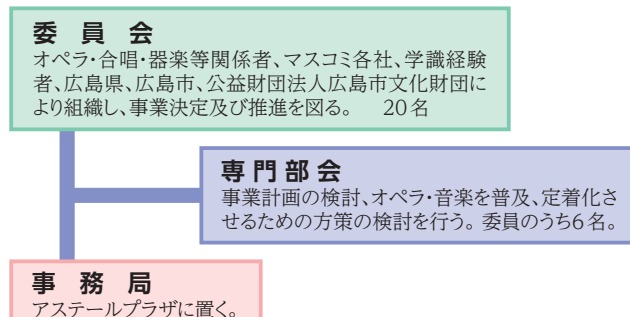 委員会
オペラ・合唱・器楽等関係者、マスコミ各社、学識経験
者、広島県、広島市、公益財団法人広島市文化財団に
より組織し、事業決定及び推進を図る。　20名
専門部会
事業計画の検討、オペラ・音楽を普及、定着化さ
せるための方策の検討を行う。委員のうち6名。
事務局
アステールプラザに置く。